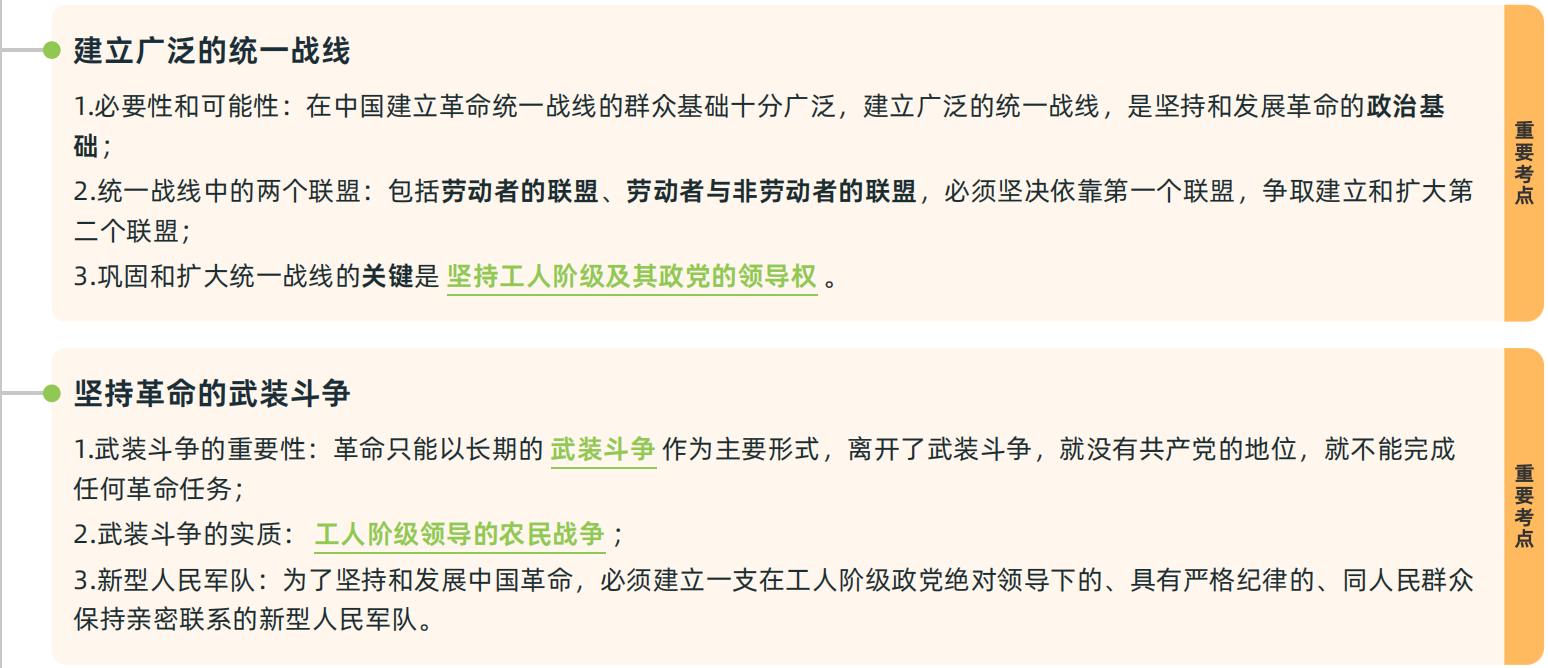 建立广泛的统一战线
1.必要性和可能性：在中国建立革命统一战线的群众基础十分广泛，建立广泛的统一战线，是坚持和发展革命的政治基
础；
2.统一战线中的两个联盟：包括劳动者的联盟、劳动者与非劳动者的联盟，必须坚决依靠第一个联盟，争取建立和扩大第
二个联盟；
3.巩固和扩大统一战线的关键是 坚持工人阶级及其政党的领导权 。
重要考点
坚持革命的武装斗争
1.武装斗争的重要性：革命只能以长期的 武装斗争 作为主要形式，离开了武装斗争，就没有共产党的地位，就不能完成
任何革命任务；
2.武装斗争的实质： 工人阶级领导的农民战争 ；
3.新型人民军队：为了坚持和发展中国革命，必须建立一支在工人阶级政党绝对领导下的、具有严格纪律的、同人民群众
保持亲密联系的新型人民军队。
重要考点